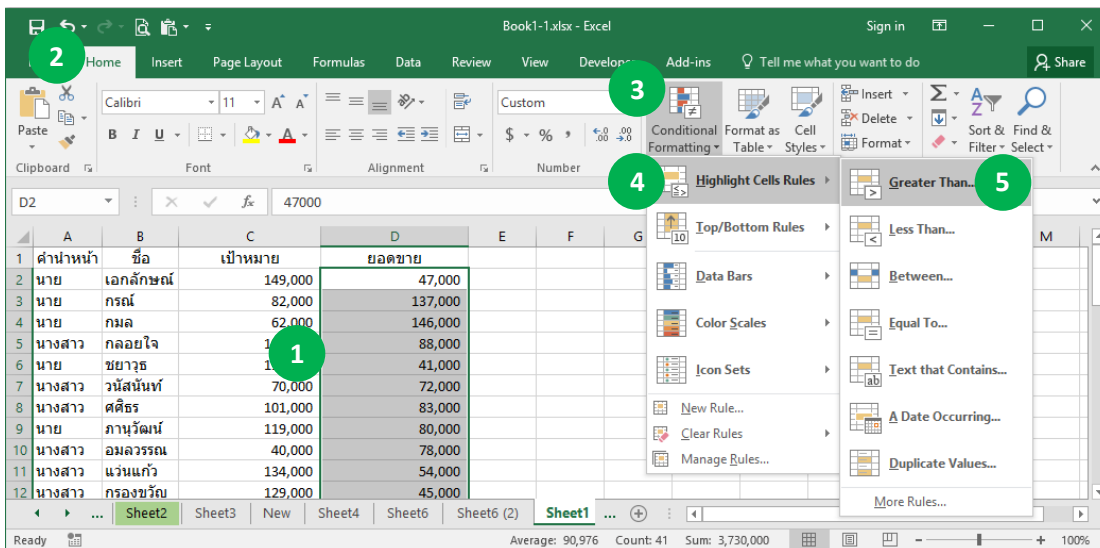 Book1-1.xlsx - Excel
Sign in
2
Home Insert Page Layout Formulas Data Review View Developer Add-ins Tell me what you want to do Share
3
Paste
Clipboard
Calibri 11
B I U
Font
Alignment
Custom
$ % ,
Number
Conditional Formatting
Format as Table
Cell Styles
Insert
Delete
Format
Sort & Filter
Find & Select
D2 fx 47000
4
Highlight Cells Rules
Top/Bottom Rules
Data Bars
Color Scales
Icon Sets
New Rule...
Clear Rules
Manage Rules...
5
Greater Than...
Less Than...
Between...
Equal To...
Text that Contains...
A Date Occurring...
Duplicate Values...
More Rules...
A B C D E F G M
1 คำนำหน้า ชื่อ เป้าหมาย ยอดขาย
2 นาย เอกลักษณ์ 149,000 47,000
3 นาย กรณ์ 82,000 137,000
4 นาย กมล 62,000 146,000
5 นางสาว กลอยใจ 88,000
1
6 นาย ชยาวุธ 41,000
7 นางสาว วนัสนันท์ 70,000 72,000
8 นางสาว ศศิธร 101,000 83,000
9 นาย ภานุวัฒน์ 119,000 80,000
10 นางสาว อมลวรรณ 40,000 78,000
11 นางสาว แว่นแก้ว 134,000 54,000
12 นางสาว กรองขวัญ 129,000 45,000
... Sheet2 Sheet3 New Sheet4 Sheet6 Sheet6 (2) Sheet1 ...
Ready Average: 90,976 Count: 41 Sum: 3,730,000 100%